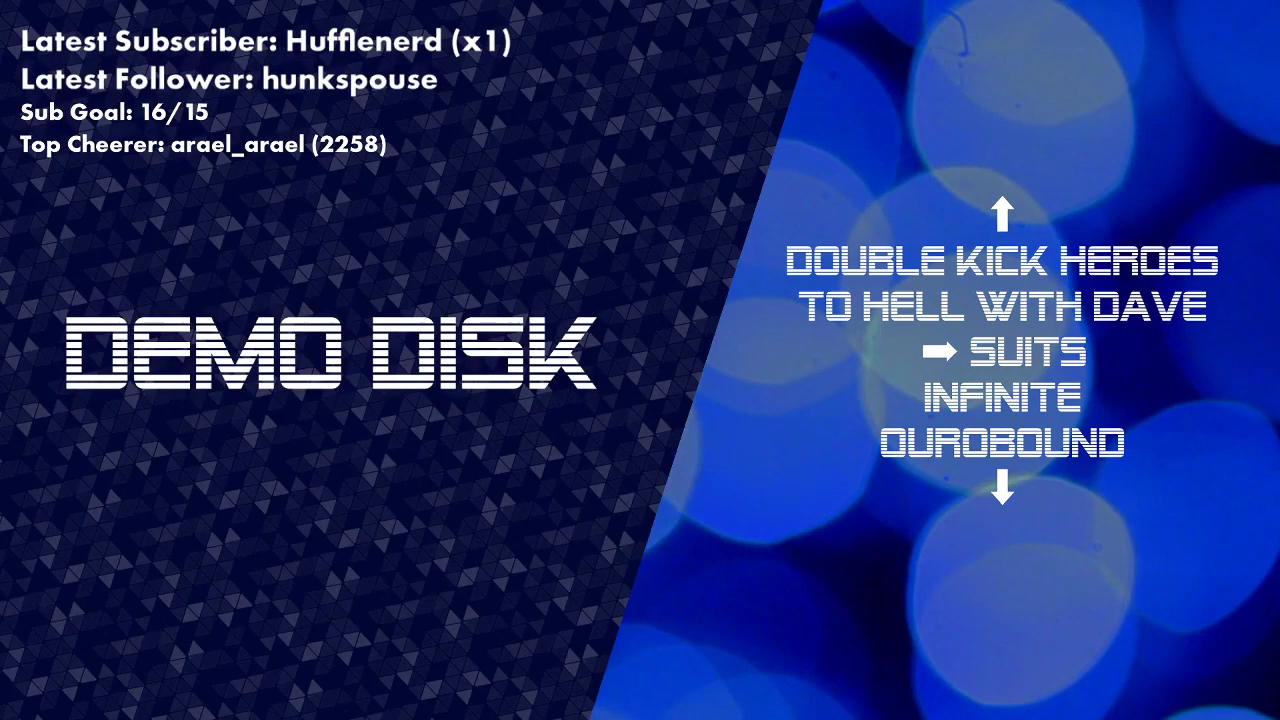 Latest Subscriber: Hufflenerd (x1)
Latest Follower: hunkspouse
Sub Goal: 16/15
Top Cheerer: arael_arael (2258)
DEMO DISK
DOUBLE KICK HEROES
TO HELL WITH DAVE
SUITS
INFINITE
OUROBOUND